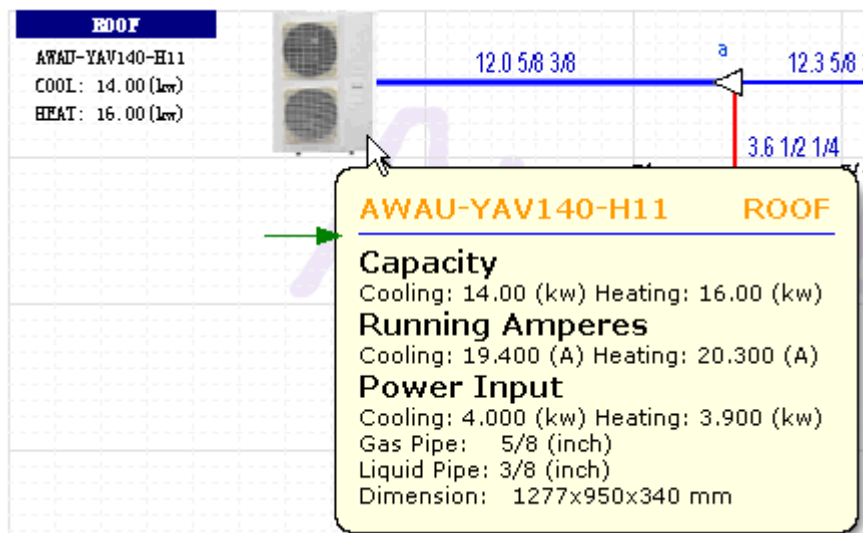 ROOF
AWAU-YAV140-H11
COOL: 14.00(kw)
HEAT: 16.00(kw)
12.0 5/8 3/8
a
12.3 5/8
3.6 1/2 1/4
AWAU-YAV140-H11 ROOF
Capacity
Cooling: 14.00 (kw) Heating: 16.00 (kw)
Running Amperes
Cooling: 19.400 (A) Heating: 20.300 (A)
Power Input
Cooling: 4.000 (kw) Heating: 3.900 (kw)
Gas Pipe: 5/8 (inch)
Liquid Pipe: 3/8 (inch)
Dimension: 1277x950x340 mm